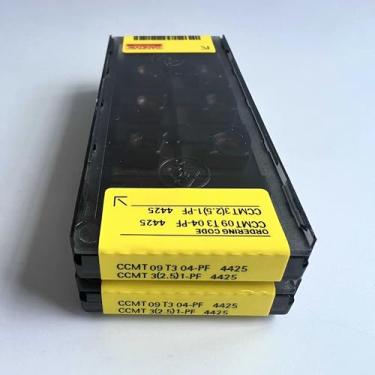 PF
CCMT 3(2.5)1-PF 4425
CCMT 09 T3 04-PF 4425
ORDERING CODE
CCMT 09 T3 04-PF 4425
CCMT 3(2.5)1-PF 4425
CCMT 09 T3 04-PF 4425
CCMT 3(2.5)1-PF 4425